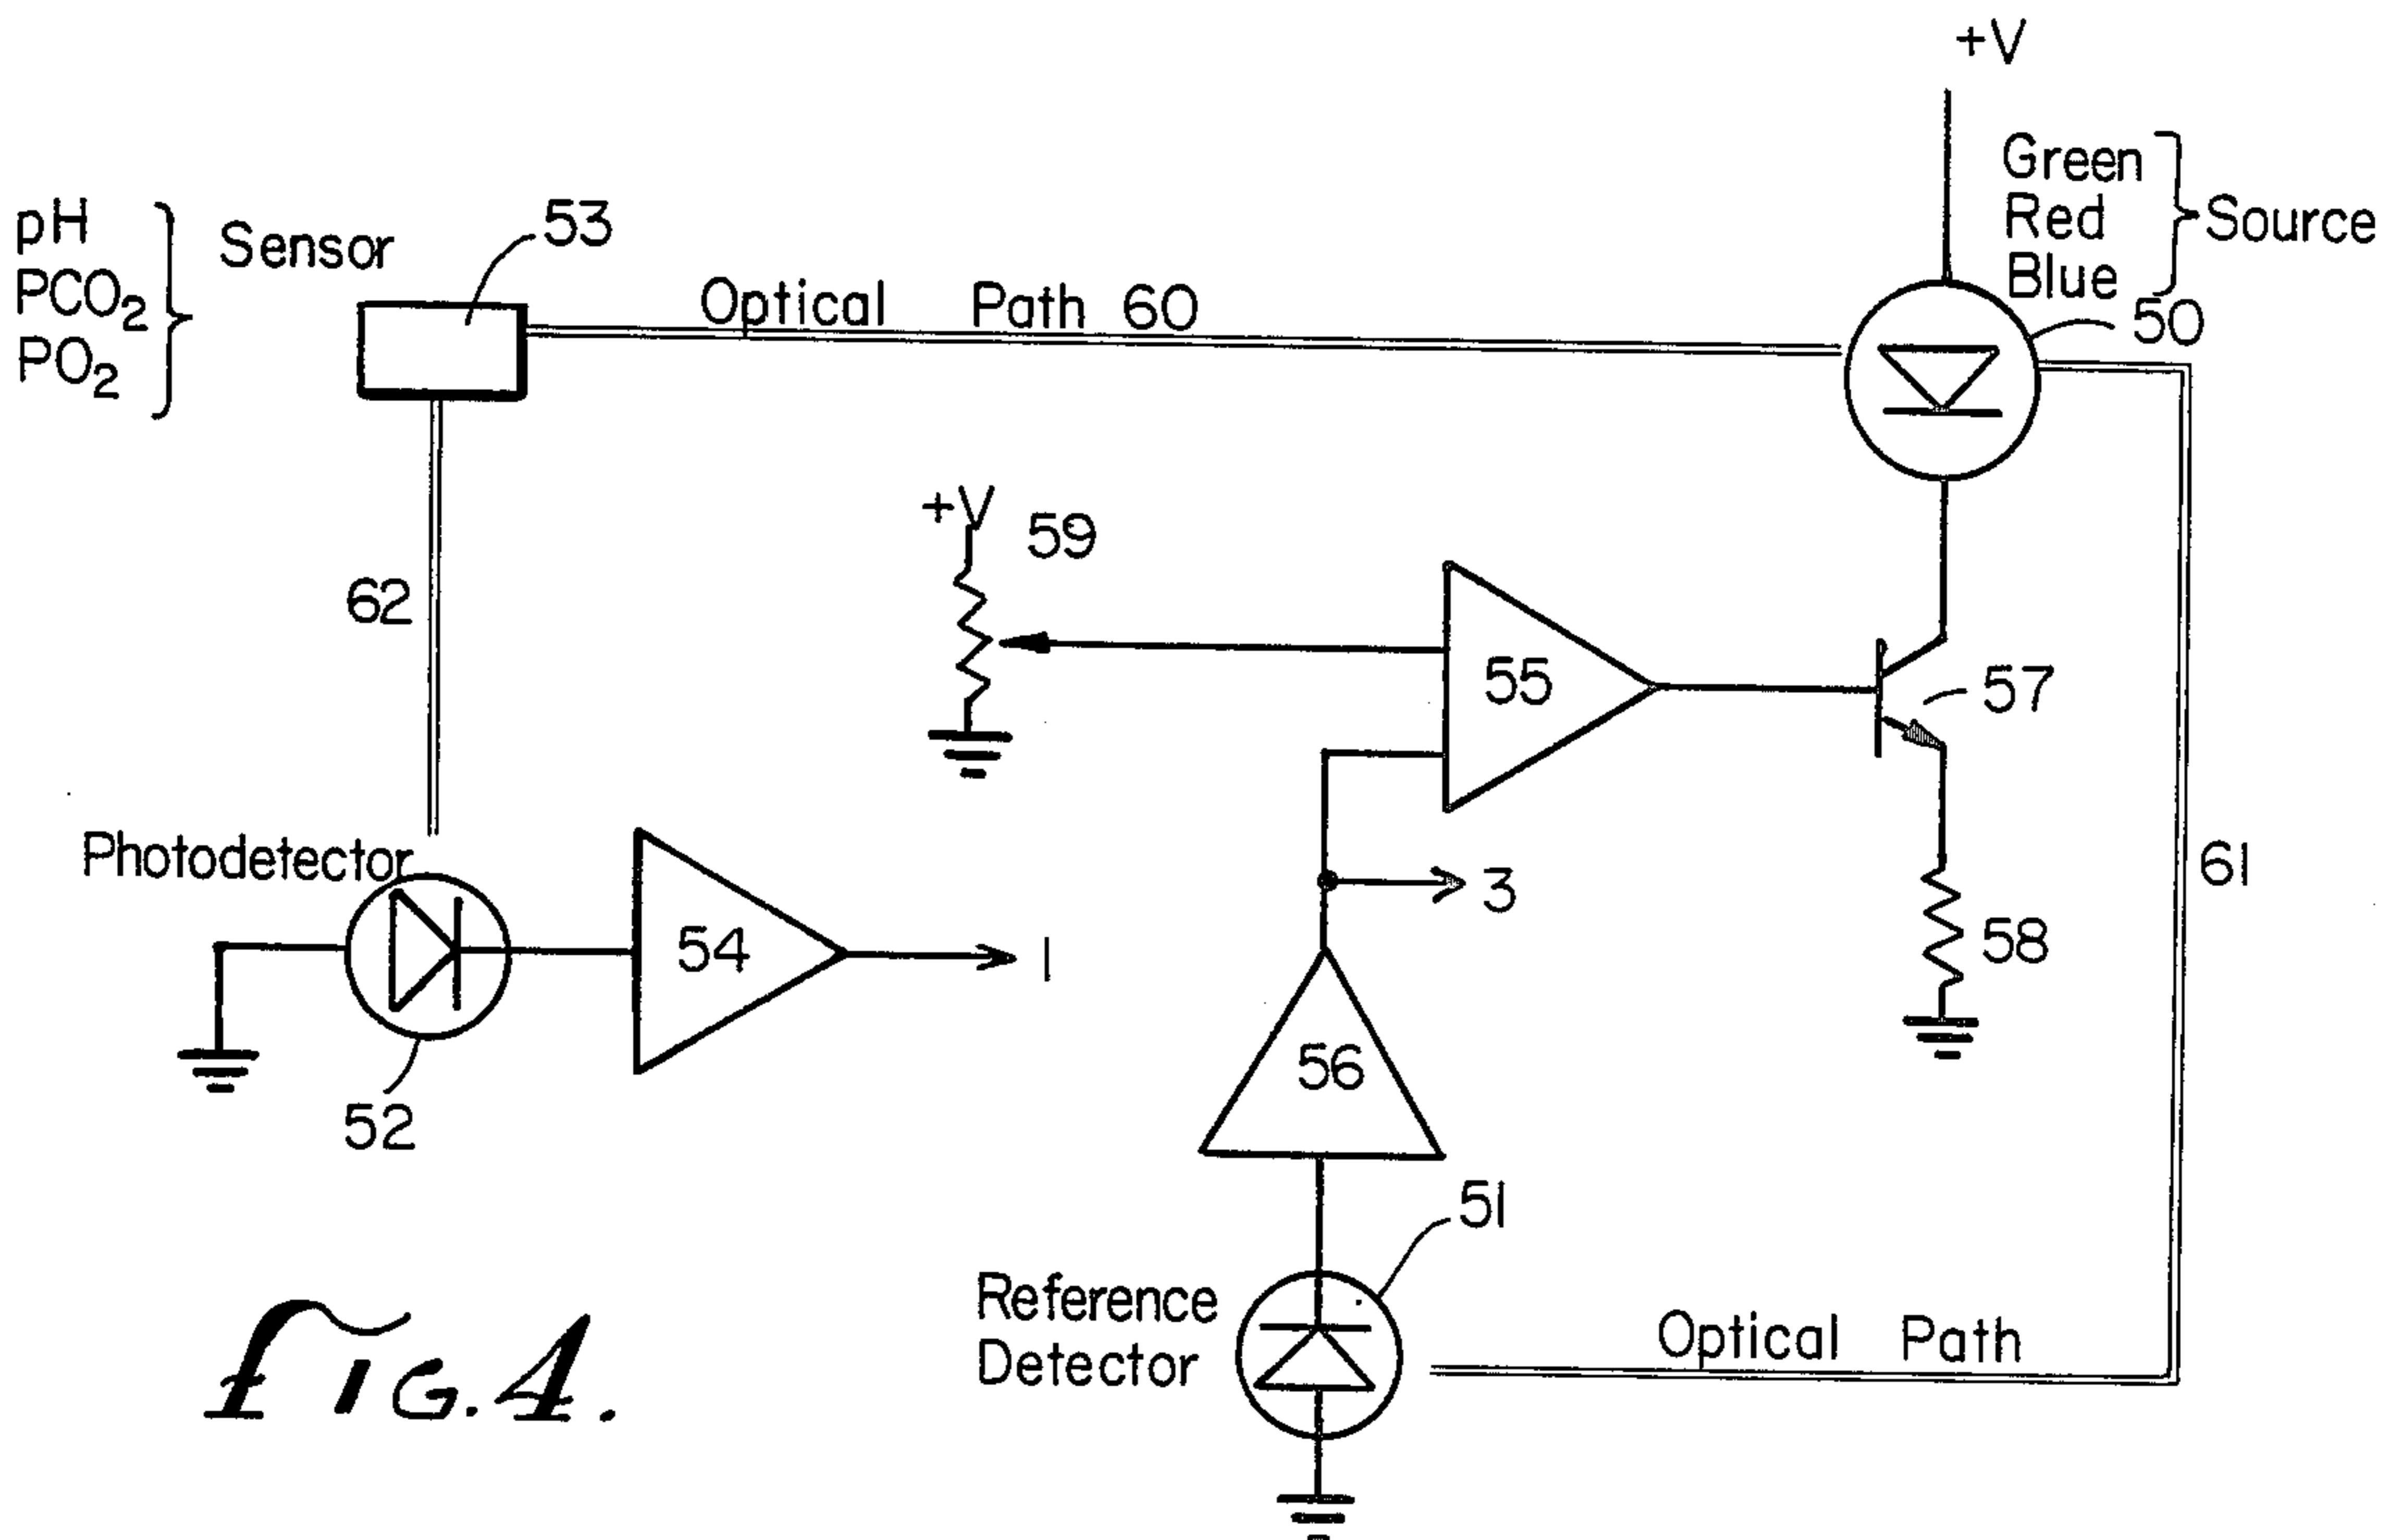 +V
Green
Red
Blue
Source
50
pH
PCO2
PO2
Sensor
53
Optical Path 60
+V
59
62
55
57
Photodetector
54
1
3
58
61
52
56
51
Reference
Detector
Optical Path
FIG. 4.